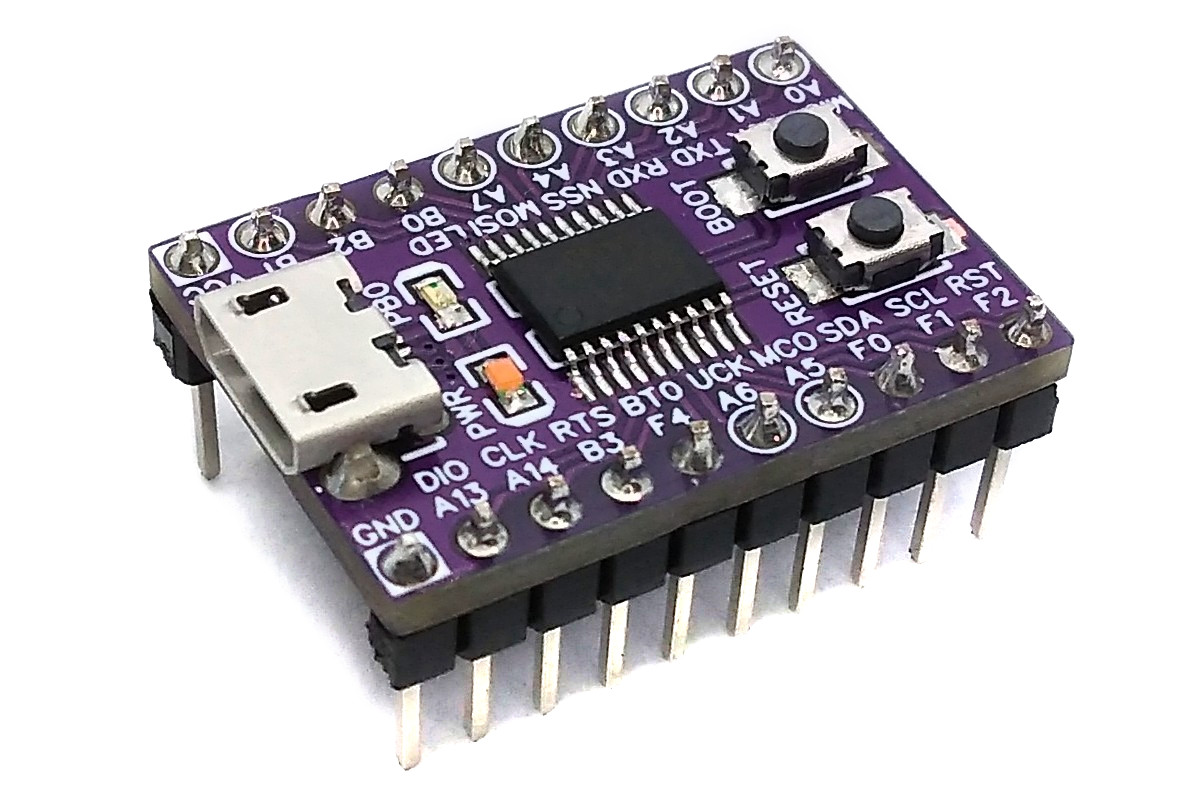 A0
A1
A2
A3
A4
A7
B0
B2
B1
VCC
TXD
RXD
NSS
MOSI
LED
BOOT
RESET
PB0
PWR
DIO
CLK
RTS
BTO
UCK
MCO
SDA
SCL
RST
GND
A13
A14
B3
F4
A6
A5
F0
F1
F2